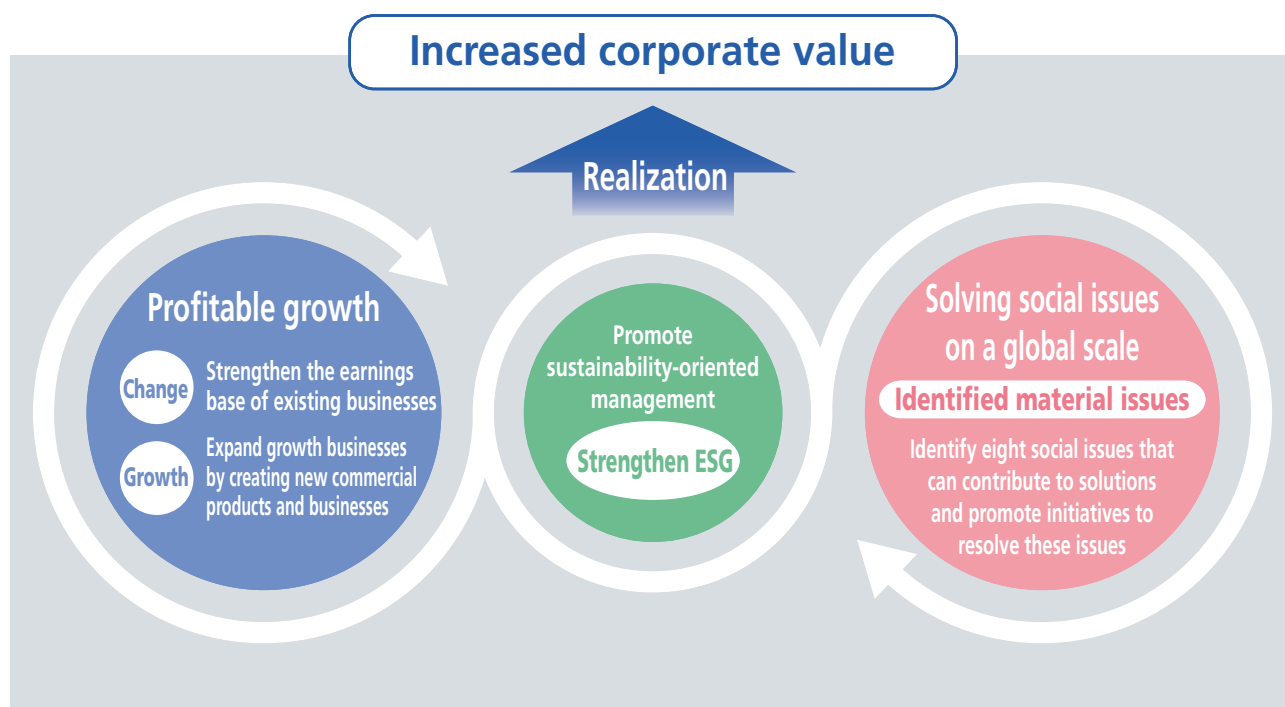 Increased corporate value
Realization
Profitable growth
Change
Strengthen the earnings
base of existing businesses
Growth
Expand growth businesses
by creating new commercial
products and businesses
Promote
sustainability-oriented
management
Strengthen ESG
Solving social issues
on a global scale
Identified material issues
Identify eight social issues that
can contribute to solutions
and promote initiatives to
resolve these issues